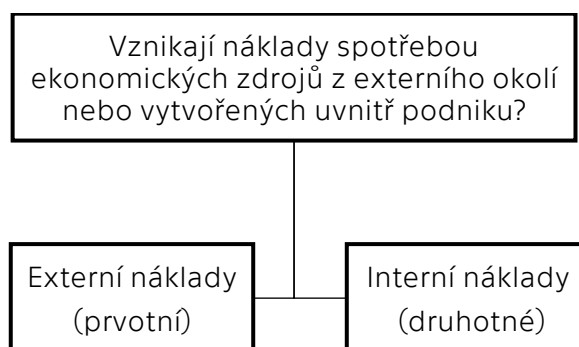 Vznikají náklady spotřebou
ekonomických zdrojů z externího okolí
nebo vytvořených uvnitř podniku?
Externí náklady
(prvotní)
Interní náklady
(druhotné)